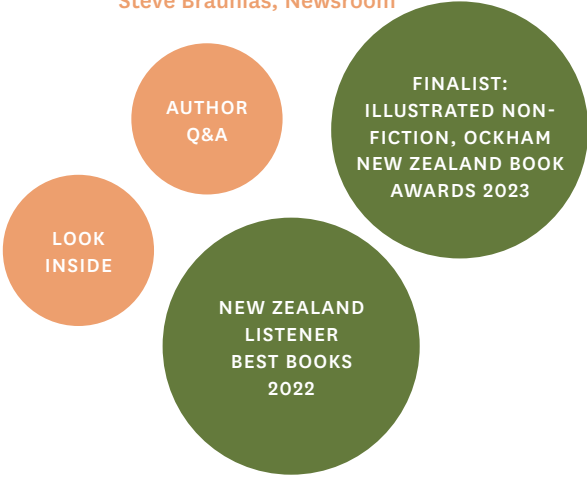 Steve Braunias, Newsroom
AUTHOR
Q&A
FINALIST:
ILLUSTRATED NON-
FICTION, OCKHAM
NEW ZEALAND BOOK
AWARDS 2023
LOOK
INSIDE
NEW ZEALAND
LISTENER
BEST BOOKS
2022